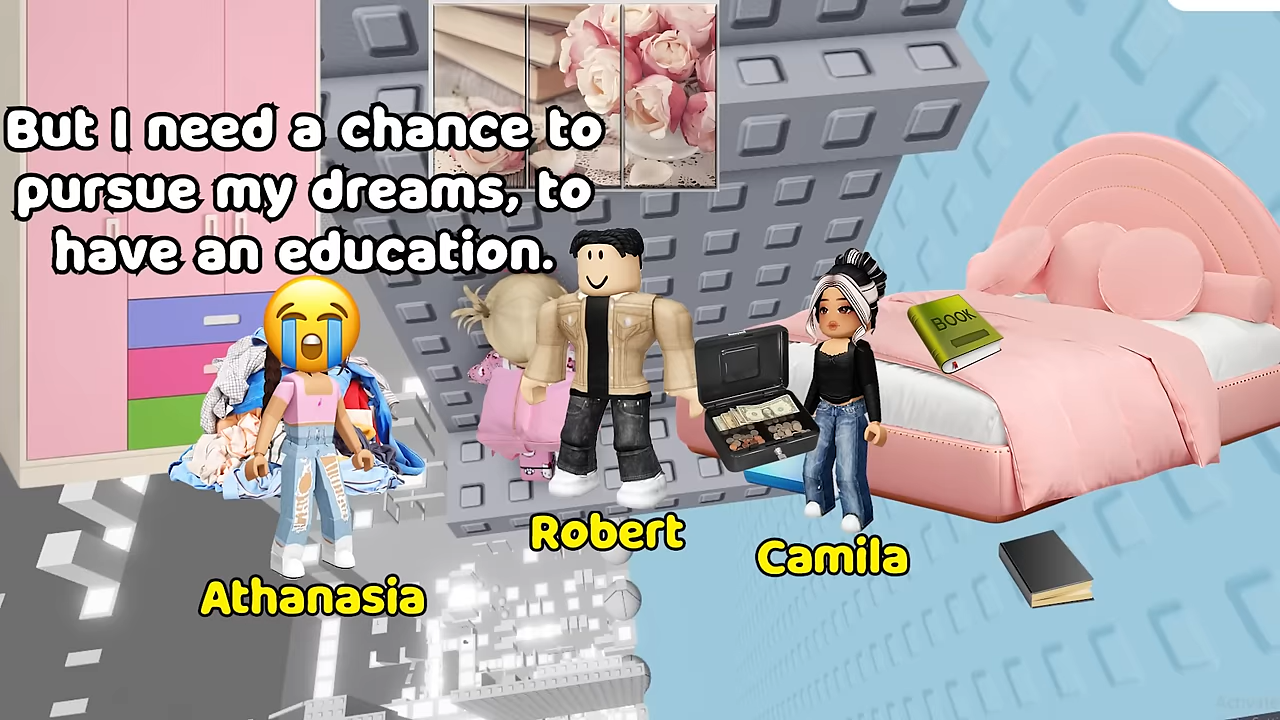 But I need a chance to
pursue my dreams, to
have an education.
BOOK
Robert
Camila
Athanasia